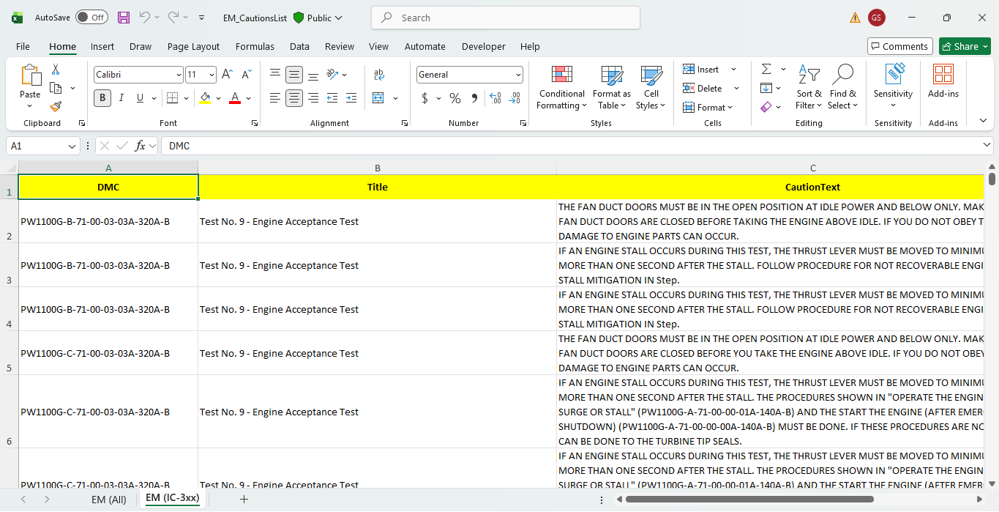 AutoSave Off EM_CautionsList Public Search GS
File Home Insert Draw Page Layout Formulas Data Review View Automate Developer Help Comments Share
Calibri 11 A A ab General Insert
Paste B I U A $ % Conditional Formatting Format as Table Cell Styles Delete Sort & Filter Find & Select Sensitivity Add-ins
Format
Clipboard Font Alignment Number Styles Cells Editing Sensitivity Add-ins
A1 fx DMC
A B C
1 DMC Title CautionText
THE FAN DUCT DOORS MUST BE IN THE OPEN POSITION AT IDLE POWER AND BELOW ONLY. MAK
PW1100G-B-71-00-03-03A-320A-B Test No. 9 - Engine Acceptance Test FAN DUCT DOORS ARE CLOSED BEFORE TAKING THE ENGINE ABOVE IDLE. IF YOU DO NOT OBEY T
2 DAMAGE TO ENGINE PARTS CAN OCCUR.
IF AN ENGINE STALL OCCURS DURING THIS TEST, THE THRUST LEVER MUST BE MOVED TO MINIMU
PW1100G-B-71-00-03-03A-320A-B Test No. 9 - Engine Acceptance Test MORE THAN ONE SECOND AFTER THE STALL. FOLLOW PROCEDURE FOR NOT RECOVERABLE ENGI
3 STALL MITIGATION IN Step.
IF AN ENGINE STALL OCCURS DURING THIS TEST, THE THRUST LEVER MUST BE MOVED TO MINIMU
PW1100G-B-71-00-03-03A-320A-B Test No. 9 - Engine Acceptance Test MORE THAN ONE SECOND AFTER THE STALL. FOLLOW PROCEDURE FOR NOT RECOVERABLE ENGI
4 STALL MITIGATION IN Step.
THE FAN DUCT DOORS MUST BE IN THE OPEN POSITION AT IDLE POWER AND BELOW ONLY. MAK
PW1100G-C-71-00-03-03A-320A-B Test No. 9 - Engine Acceptance Test FAN DUCT DOORS ARE CLOSED BEFORE YOU TAKE THE ENGINE ABOVE IDLE. IF YOU DO NOT OBEY
5 DAMAGE TO ENGINE PARTS CAN OCCUR.
IF AN ENGINE STALL OCCURS DURING THIS TEST, THE THRUST LEVER MUST BE MOVED TO MINIMU
MORE THAN ONE SECOND AFTER THE STALL. THE PROCEDURES SHOWN IN "OPERATE THE ENGIN
PW1100G-C-71-00-03-03A-320A-B Test No. 9 - Engine Acceptance Test SURGE OR STALL" (PW1100G-A-71-00-00-01A-140A-B) AND THE START THE ENGINE (AFTER EMER
SHUTDOWN) (PW1100G-A-71-00-00-00A-140A-B) MUST BE DONE. IF THESE PROCEDURES ARE NO
6 CAN BE DONE TO THE TURBINE TIP SEALS.
IF AN ENGINE STALL OCCURS DURING THIS TEST, THE THRUST LEVER MUST BE MOVED TO MINIMU
MORE THAN ONE SECOND AFTER THE STALL. THE PROCEDURES SHOWN IN "OPERATE THE ENGIN
PW1100G-C-71-00-03-03A-320A-B Test No. 9 - Engine Acceptance Test SURGE OR STALL" (PW1100G-A-71-00-00-01A-140A-B) AND THE START THE ENGINE (AFTER EMER
EM (All) EM (IC-3xx)